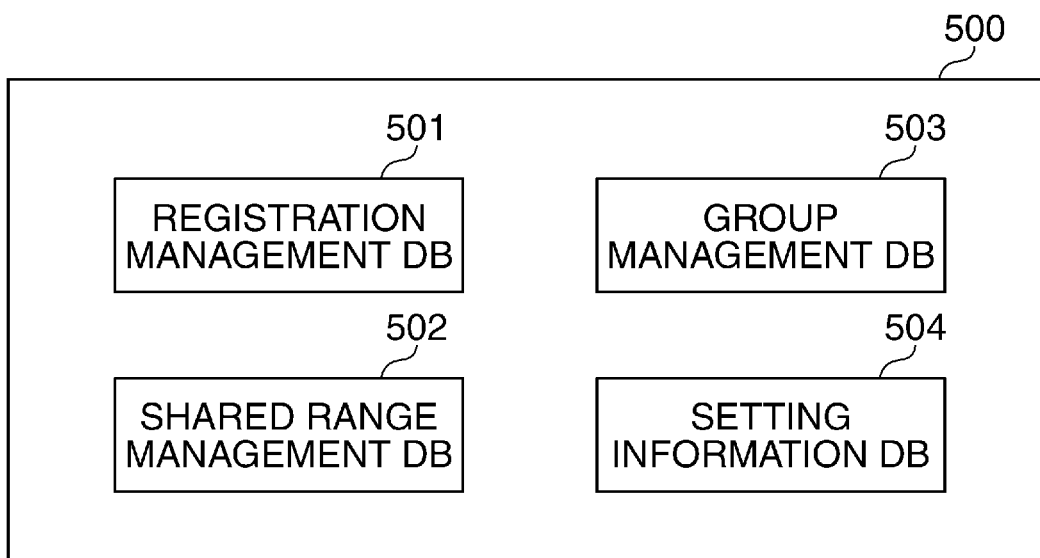 500
501
REGISTRATION
MANAGEMENT DB
503
GROUP
MANAGEMENT DB
502
SHARED RANGE
MANAGEMENT DB
504
SETTING
INFORMATION DB